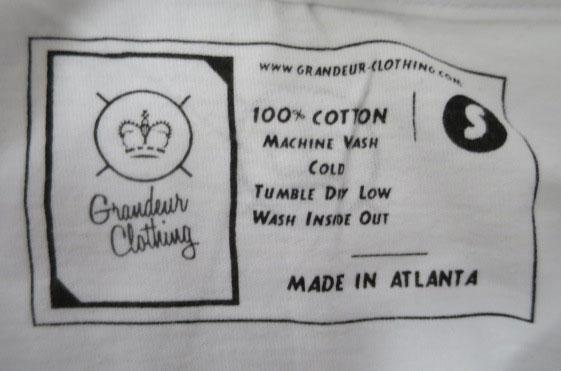 WWW.GRANDEUR-CLOTHING.COM
Grandeur
Clothing
100% COTTON
S
MACHINE WASH
COLD
TUMBLE DRY LOW
WASH INSIDE OUT
MADE IN ATLANTA